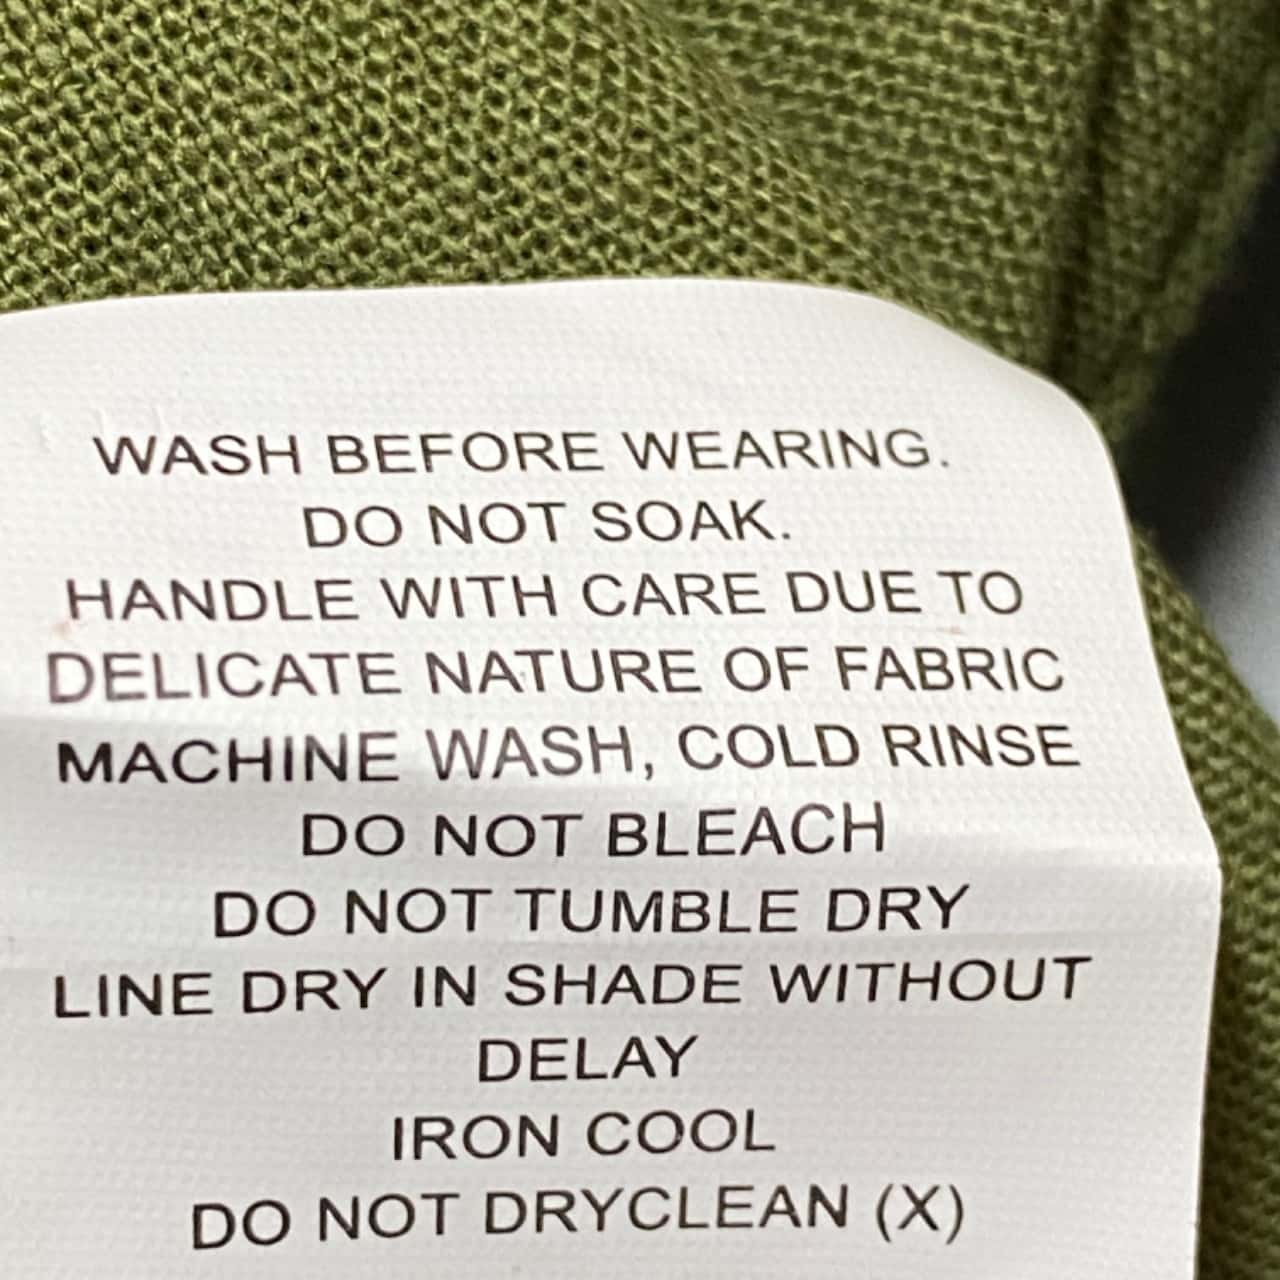 WASH BEFORE WEARING.
DO NOT SOAK.
HANDLE WITH CARE DUE TO
DELICATE NATURE OF FABRIC
MACHINE WASH, COLD RINSE
DO NOT BLEACH
DO NOT TUMBLE DRY
LINE DRY IN SHADE WITHOUT
DELAY
IRON COOL
DO NOT DRYCLEAN (X)